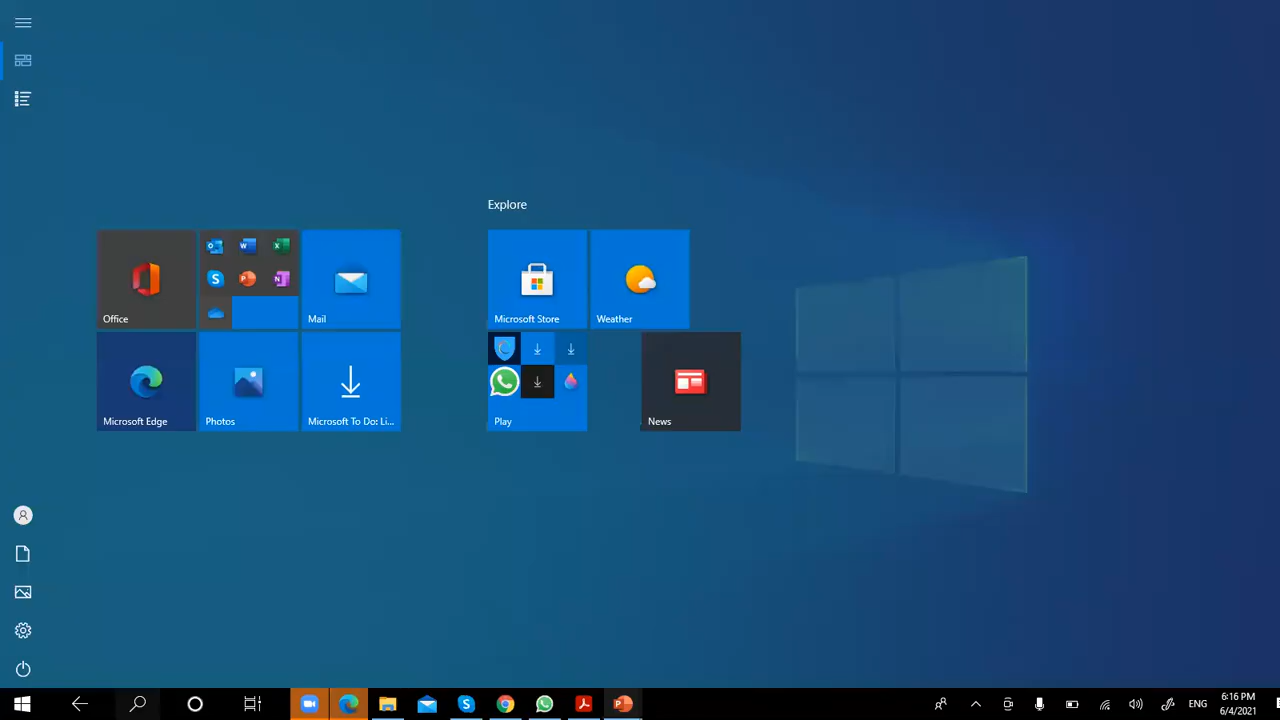 Explore
Office
Mail
Microsoft Store
Weather
Microsoft Edge
Photos
Microsoft To Do: Li...
Play
News
ENG
6:16 PM
6/4/2021